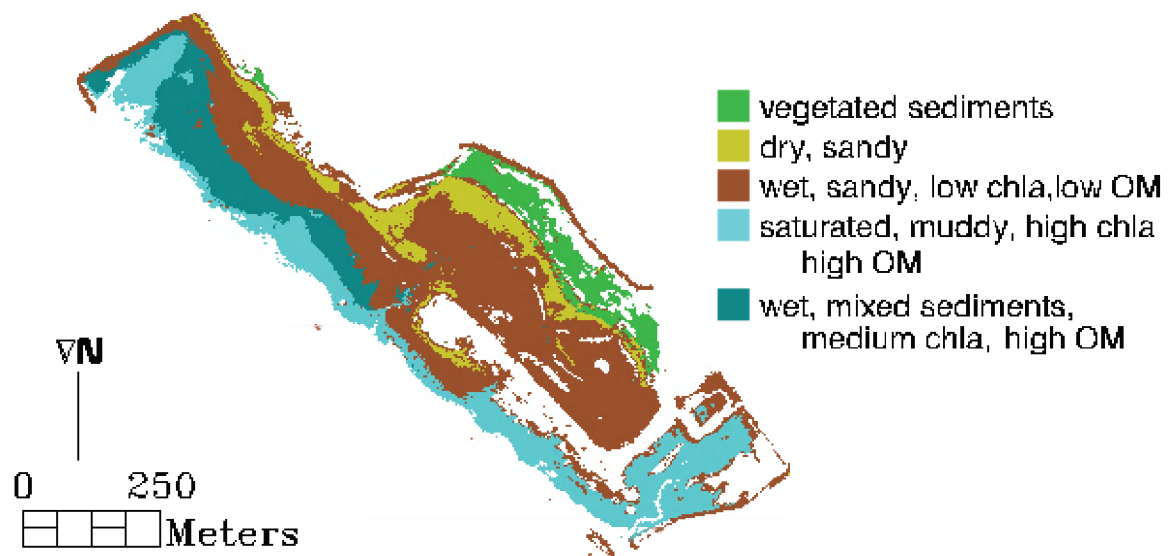 vegetated sediments
dry, sandy
wet, sandy, low chla,low OM
saturated, muddy, high chla
high OM
wet, mixed sediments,
medium chla, high OM
▽N
0 250
Meters